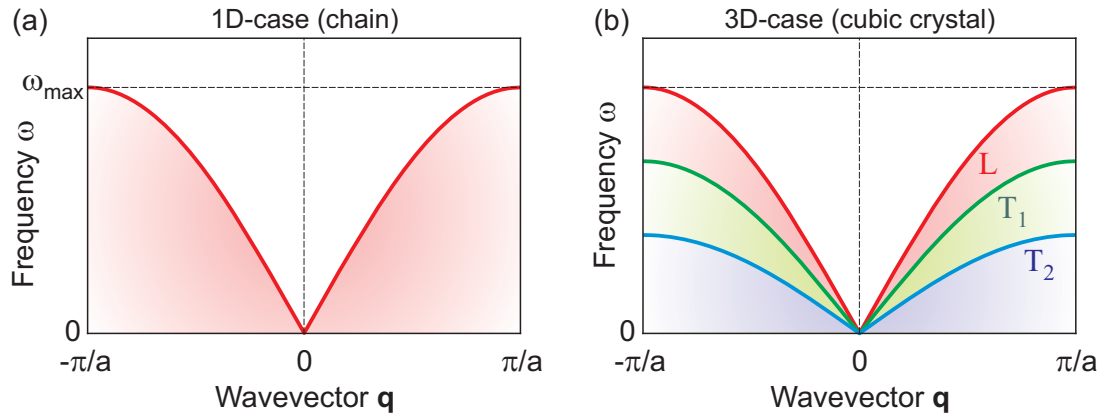 (a) 1D-case (chain)
ω_max
Frequency ω
0
-π/a 0 π/a
Wavevector q
(b) 3D-case (cubic crystal)
Frequency ω
L
T₁
T₂
0
-π/a 0 π/a
Wavevector q